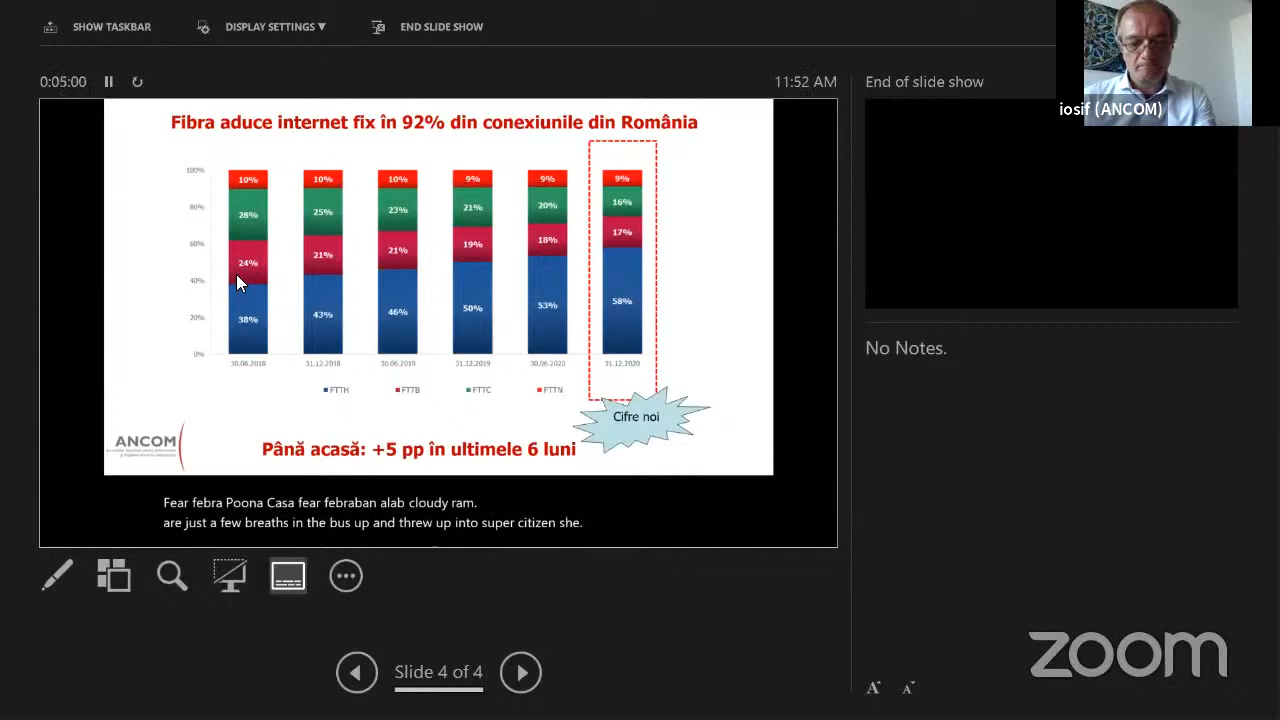 SHOW TASKBAR
DISPLAY SETTINGS ▼
END SLIDE SHOW
0:05:00
11:52 AM
End of slide show
iosif (ANCOM)
Fibra aduce internet fix în 92% din conexiunile din România
100%
80%
60%
40%
20%
0%
10% 10% 10% 9% 9% 9%
28% 25% 23% 21% 20% 16%
24% 21% 21% 19% 18% 17%
38% 43% 46% 50% 53% 58%
30.06.2018 31.12.2018 30.06.2019 31.12.2019 30.06.2020 31.12.2020
FTTH FTTB FTTC FTTN
Cifre noi
ANCOM
Până acasă: +5 pp în ultimele 6 luni
No Notes.
Fear febra Poona Casa fear febraban alab cloudy ram.
are just a few breaths in the bus up and threw up into super citizen she.
Slide 4 of 4
A A
zoom